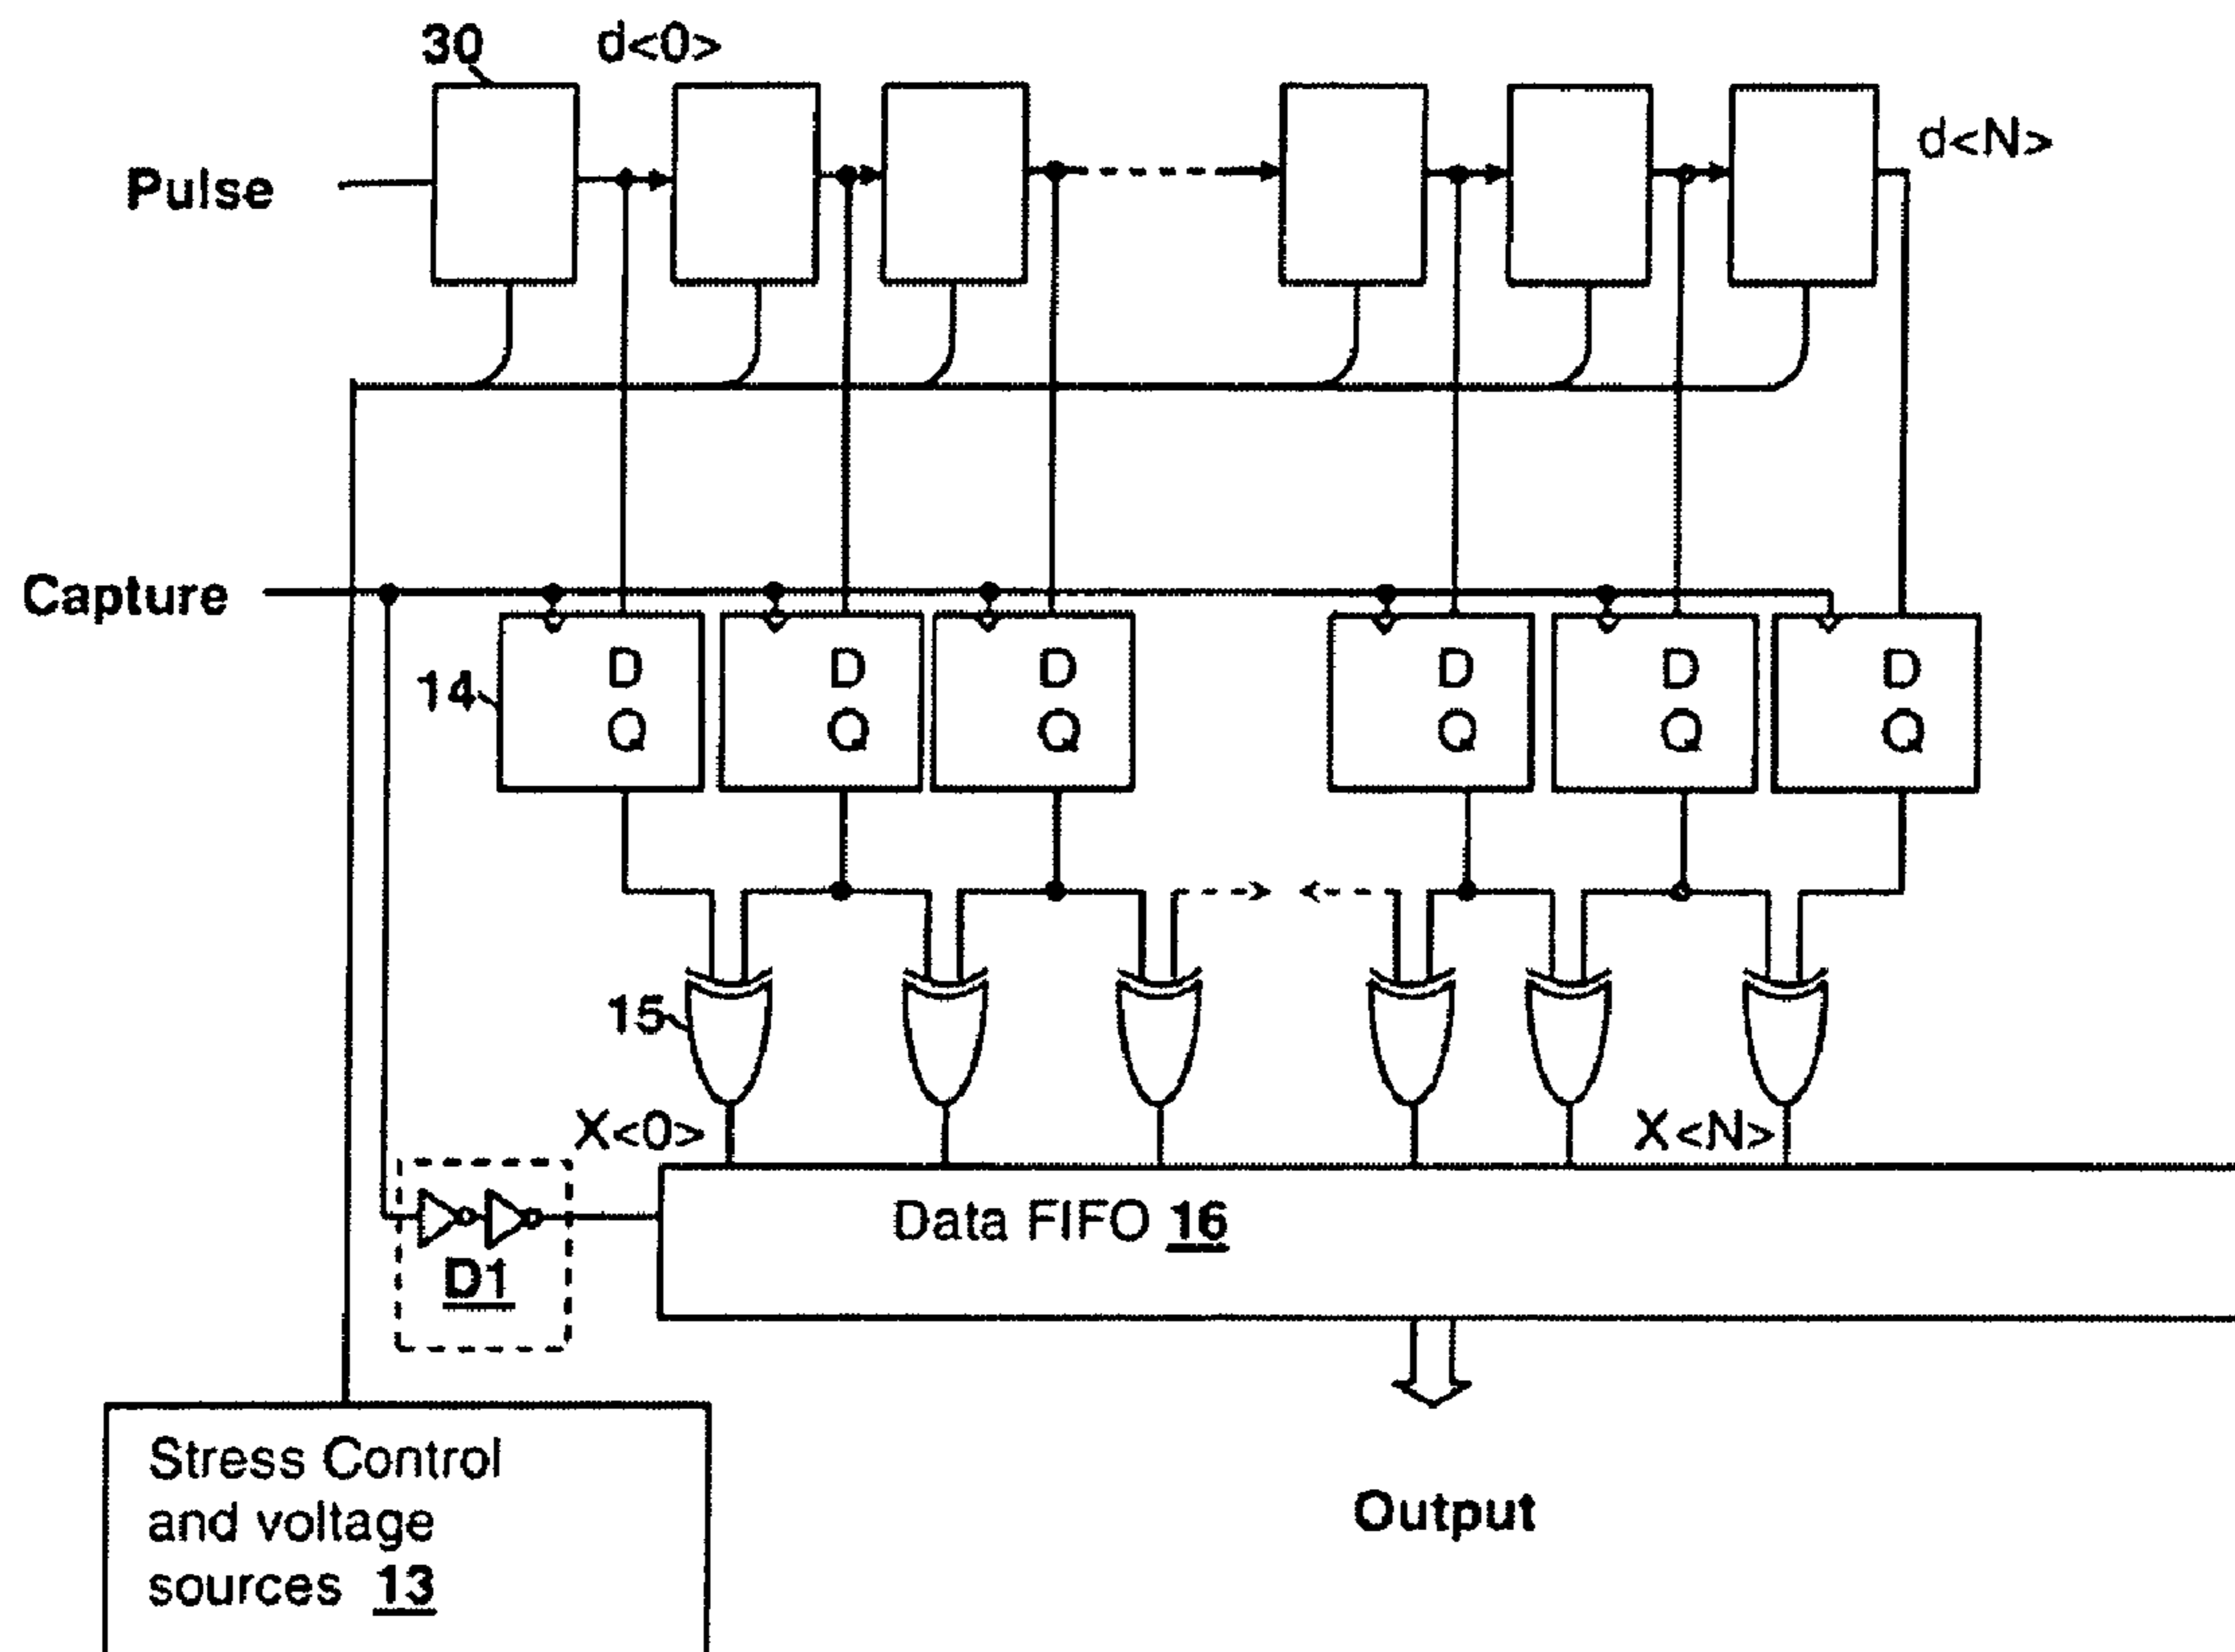 30
d<0>
d<N>
Pulse
Capture
14
D
Q
D
Q
D
Q
D
Q
D
Q
D
Q
15
X<0>
X<N>
Data FIFO 16
D1
Stress Control
and voltage
sources 13
Output